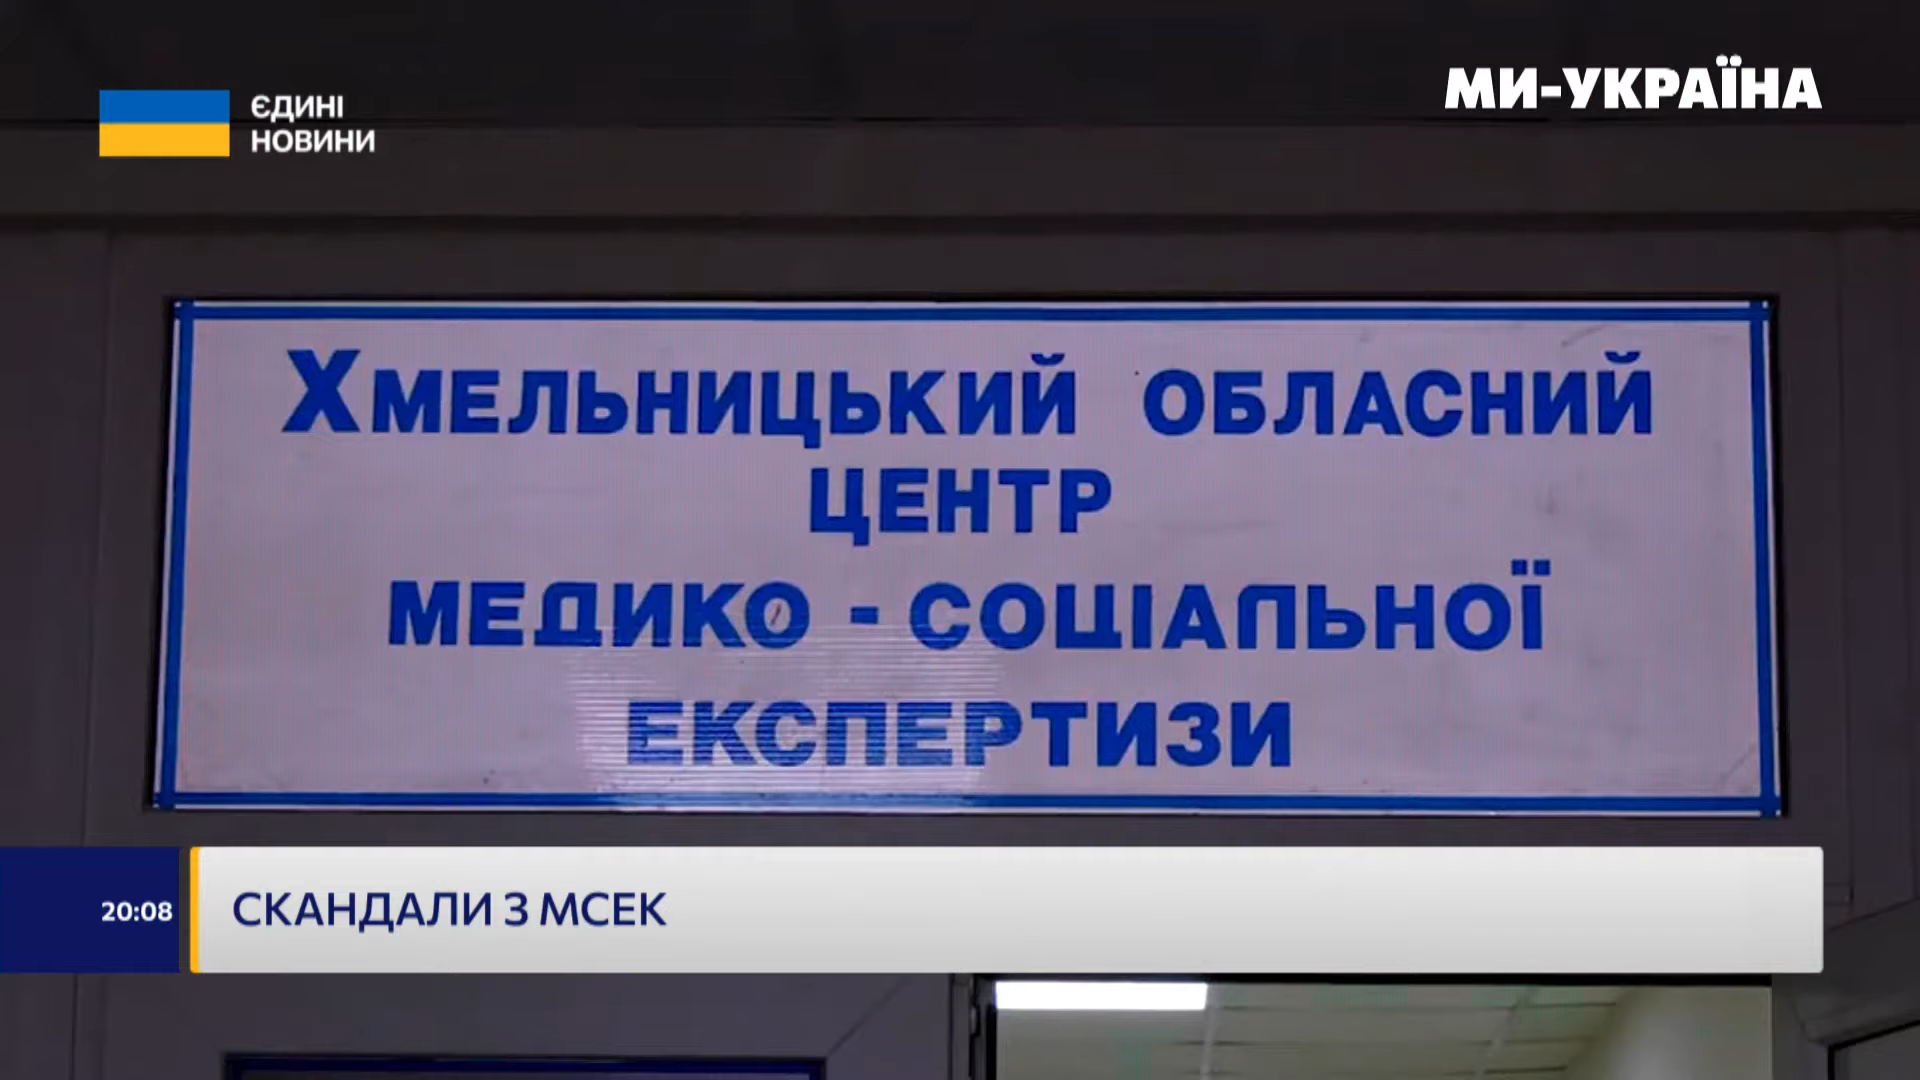 ЄДИНІ
НОВИНИ
МИ-УКРАЇНА
ХМЕЛЬНИЦЬКИЙ ОБЛАСНИЙ
ЦЕНТР
МЕДИКО - СОЦІАЛЬНОЇ
ЕКСПЕРТИЗИ
20:08
СКАНДАЛИ З МСЕК